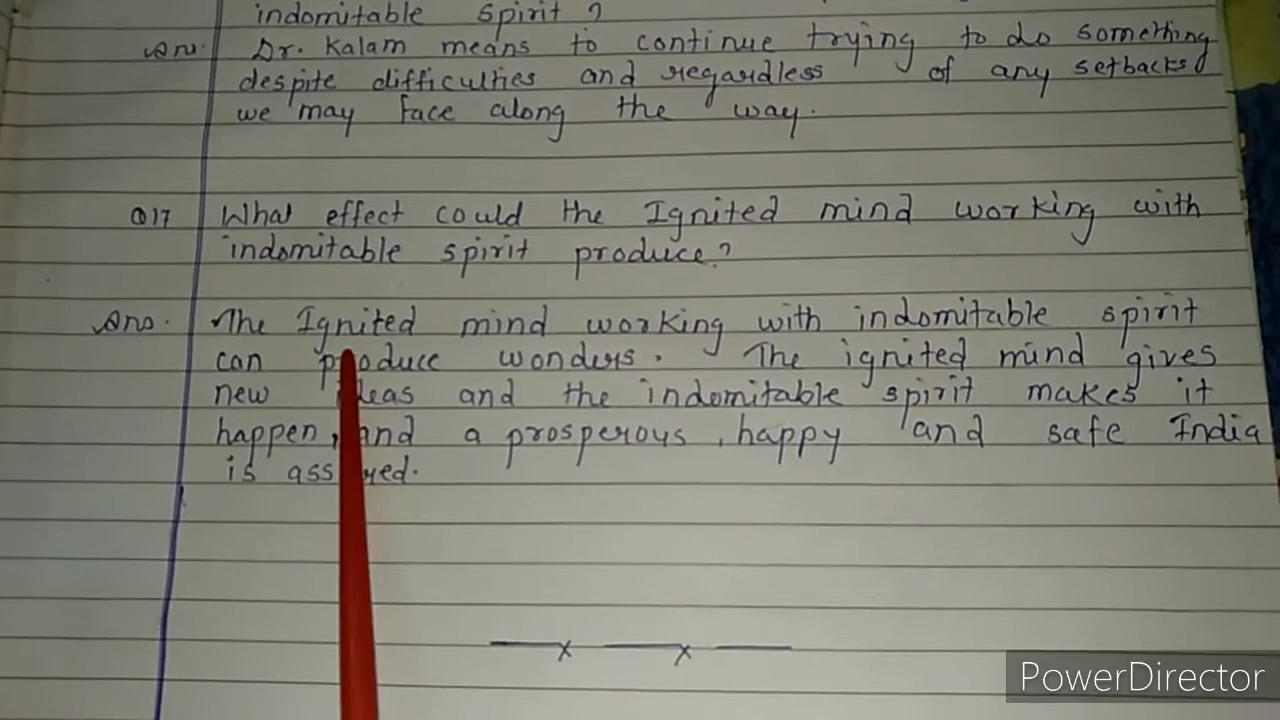 indomitable spirit?
Ans. Dr. Kalam means to continue trying to do something
despite difficulties and regardless of any setbacks
we may face along the way.
Q17 What effect could the Ignited mind working with
indomitable spirit produce?
Ans. The Ignited mind working with indomitable spirit
can produce wonders. The ignited mind gives
new ideas and the indomitable spirit makes it
happen, and a prosperous, happy and safe India
is assured.
PowerDirector